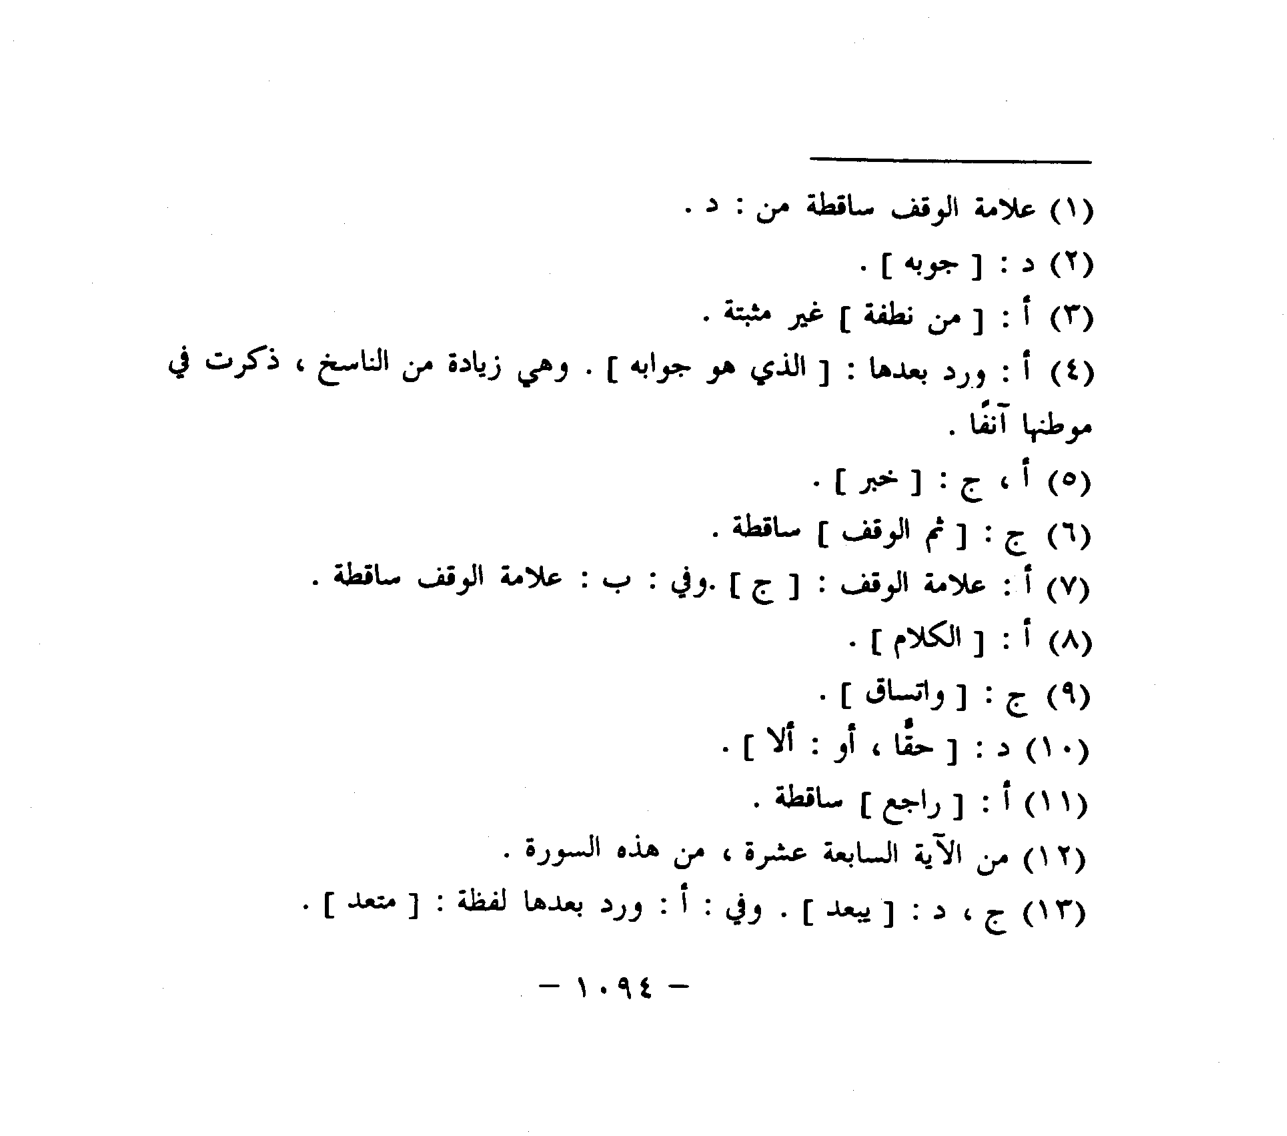 (١) علامة الوقف ساقطة من : د .
(٢) د : [ جوبه ] .
(٣) أ : [ من نطفة ] غير مثبتة .
(٤) أ : ورد بعدها : [ الذي هو جوابه ] . وهي زيادة من الناسخ ، ذكرت في
موطنها آنفًا .
(٥) أ ، ج : [ خبر ] .
(٦) ج : [ ثم الوقف ] ساقطة .
(٧) أ : علامة الوقف : [ ج ] .وفي : ب : علامة الوقف ساقطة .
(٨) أ : [ الكلام ] .
(٩) ج : [ واتساق ] .
(١٠) د : [ حقًّا ، أو : ألا ] .
(١١) أ : [ راجع ] ساقطة .
(١٢) من الآية السابعة عشرة ، من هذه السورة .
(١٣) ج ، د : [ يبعد ] . وفي : أ : ورد بعدها لفظة : [ متعد ] .
– ١٠٩٤ –